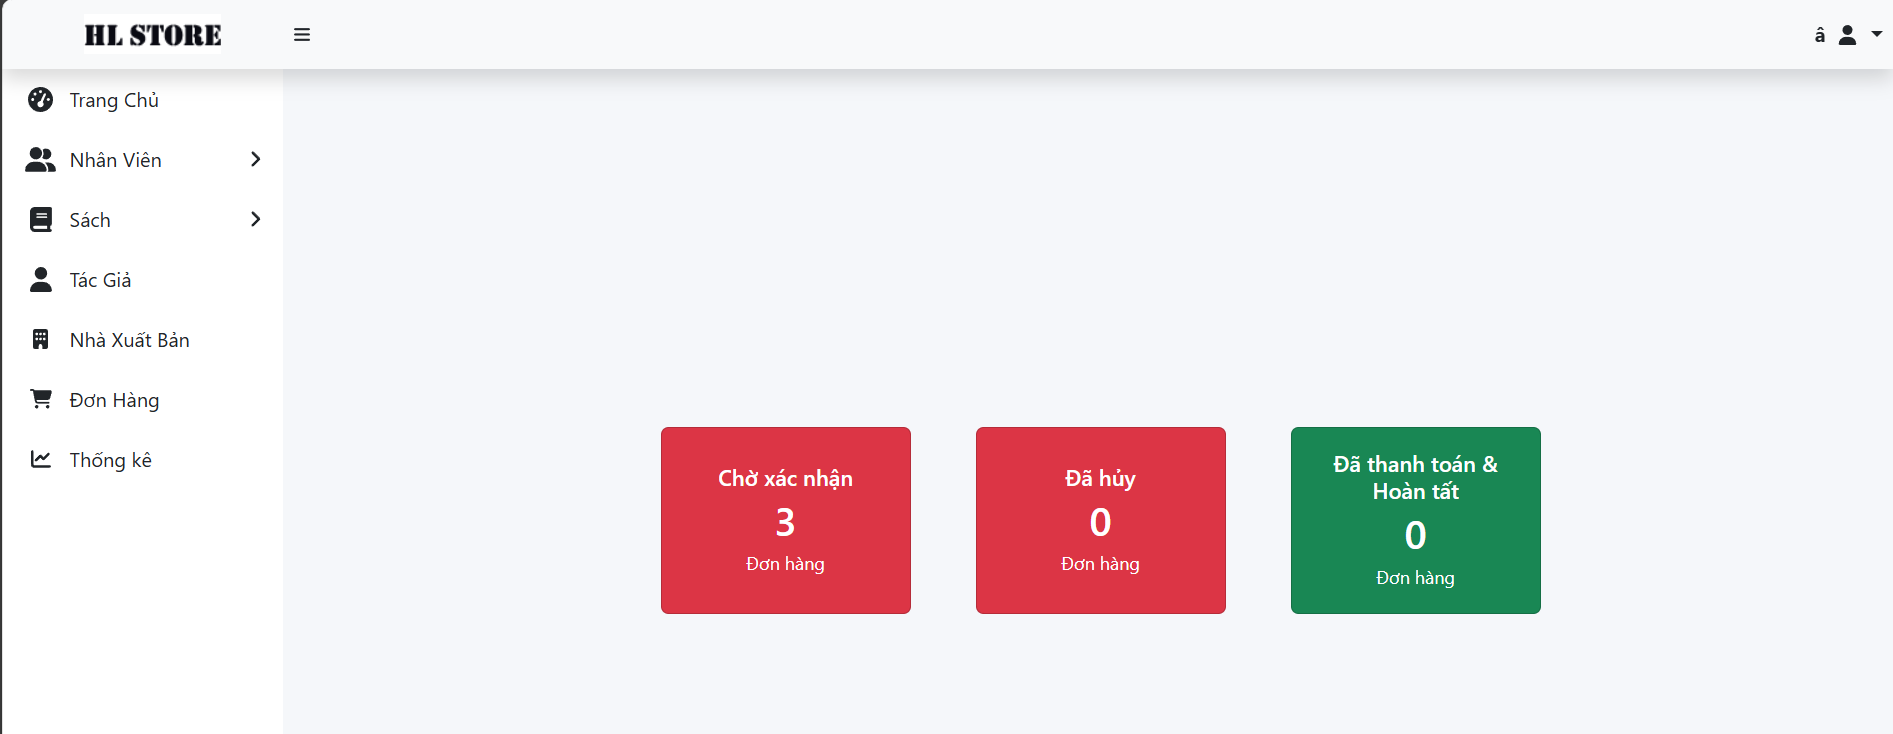 HL STORE
â
Trang Chủ
Nhân Viên
Sách
Tác Giả
Nhà Xuất Bản
Đơn Hàng
Thống kê
Chờ xác nhận
3
Đơn hàng
Đã hủy
0
Đơn hàng
Đã thanh toán &
Hoàn tất
0
Đơn hàng